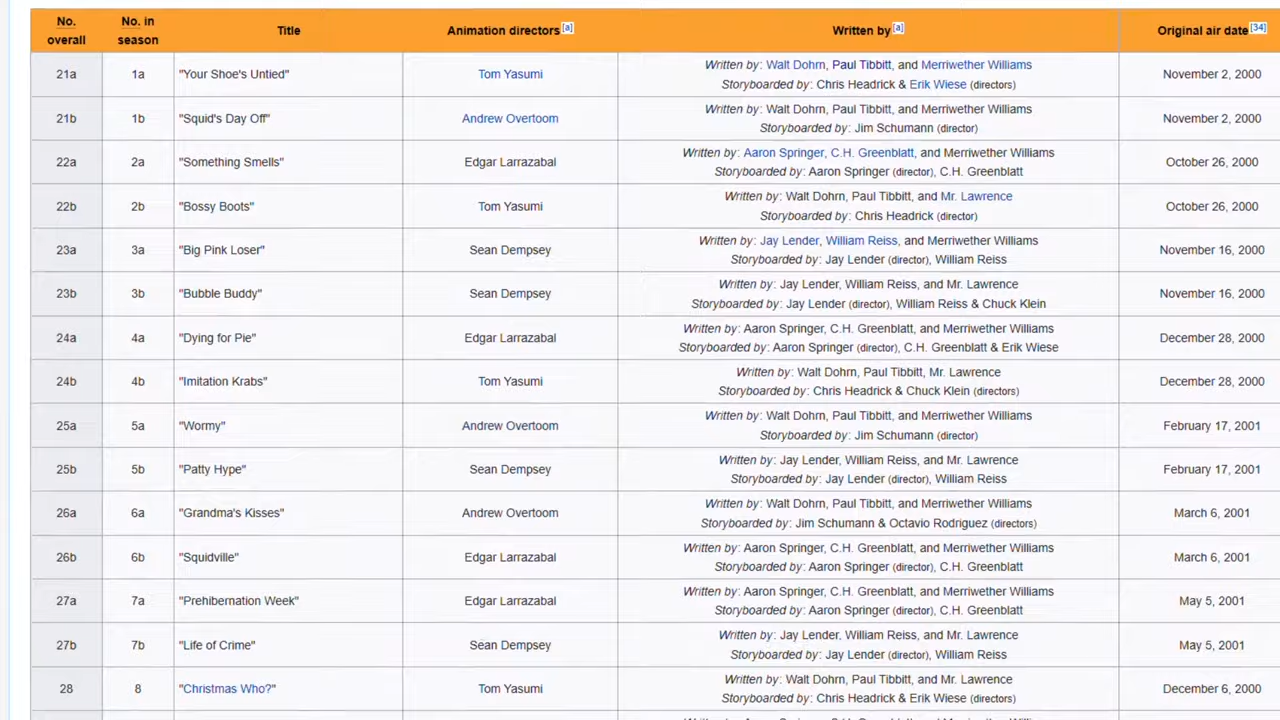 No. overall No. in season Title Animation directors[a] Written by[a] Original air date[34]
21a 1a "Your Shoe's Untied" Tom Yasumi Written by: Walt Dohrn, Paul Tibbitt, and Merriwether Williams November 2, 2000
Storyboarded by: Chris Headrick & Erik Wiese (directors)
21b 1b "Squid's Day Off" Andrew Overtoom Written by: Walt Dohrn, Paul Tibbitt, and Merriwether Williams November 2, 2000
Storyboarded by: Jim Schumann (director)
22a 2a "Something Smells" Edgar Larrazabal Written by: Aaron Springer, C.H. Greenblatt, and Merriwether Williams October 26, 2000
Storyboarded by: Aaron Springer (director), C.H. Greenblatt
22b 2b "Bossy Boots" Tom Yasumi Written by: Walt Dohrn, Paul Tibbitt, and Mr. Lawrence October 26, 2000
Storyboarded by: Chris Headrick (director)
23a 3a "Big Pink Loser" Sean Dempsey Written by: Jay Lender, William Reiss, and Merriwether Williams November 16, 2000
Storyboarded by: Jay Lender (director), William Reiss
23b 3b "Bubble Buddy" Sean Dempsey Written by: Jay Lender, William Reiss, and Mr. Lawrence November 16, 2000
Storyboarded by: Jay Lender (director), William Reiss & Chuck Klein
24a 4a "Dying for Pie" Edgar Larrazabal Written by: Aaron Springer, C.H. Greenblatt, and Merriwether Williams December 28, 2000
Storyboarded by: Aaron Springer (director), C.H. Greenblatt & Erik Wiese
24b 4b "Imitation Krabs" Tom Yasumi Written by: Walt Dohrn, Paul Tibbitt, Mr. Lawrence December 28, 2000
Storyboarded by: Chris Headrick & Chuck Klein (directors)
25a 5a "Wormy" Andrew Overtoom Written by: Walt Dohrn, Paul Tibbitt, and Merriwether Williams February 17, 2001
Storyboarded by: Jim Schumann (director)
25b 5b "Patty Hype" Sean Dempsey Written by: Jay Lender, William Reiss, and Mr. Lawrence February 17, 2001
Storyboarded by: Jay Lender (director), William Reiss
26a 6a "Grandma's Kisses" Andrew Overtoom Written by: Walt Dohrn, Paul Tibbitt, and Merriwether Williams March 6, 2001
Storyboarded by: Jim Schumann & Octavio Rodriguez (directors)
26b 6b "Squidville" Edgar Larrazabal Written by: Aaron Springer, C.H. Greenblatt, and Merriwether Williams March 6, 2001
Storyboarded by: Aaron Springer (director), C.H. Greenblatt
27a 7a "Prehibernation Week" Edgar Larrazabal Written by: Aaron Springer, C.H. Greenblatt, and Merriwether Williams May 5, 2001
Storyboarded by: Aaron Springer (director), C.H. Greenblatt
27b 7b "Life of Crime" Sean Dempsey Written by: Jay Lender, William Reiss, and Mr. Lawrence May 5, 2001
Storyboarded by: Jay Lender (director), William Reiss
28 8 "Christmas Who?" Tom Yasumi Written by: Walt Dohrn, Paul Tibbitt, and Mr. Lawrence December 6, 2000
Storyboarded by: Chris Headrick & Erik Wiese (directors)